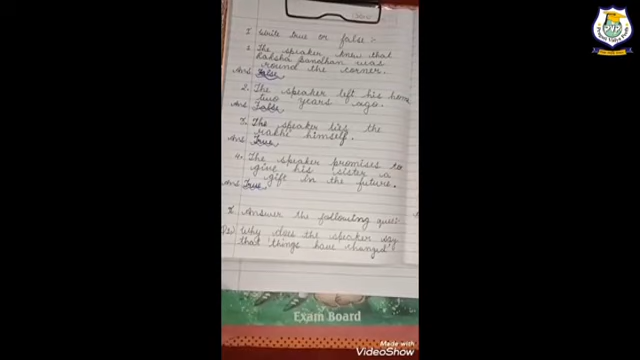 I write true or false :-
1. The speaker knew that
Raksha Bandhan was
round the corner.
Ans False
2. The speaker left his home
two years ago.
Ans False
3. The speaker ties the
rakhi himself.
Ans True
4. The speaker promises to
give his sister a
gift in the future.
Ans True
Answer the following ques:-
Why does the speaker say
that things have changed
Exam Board
Made with
VideoShow